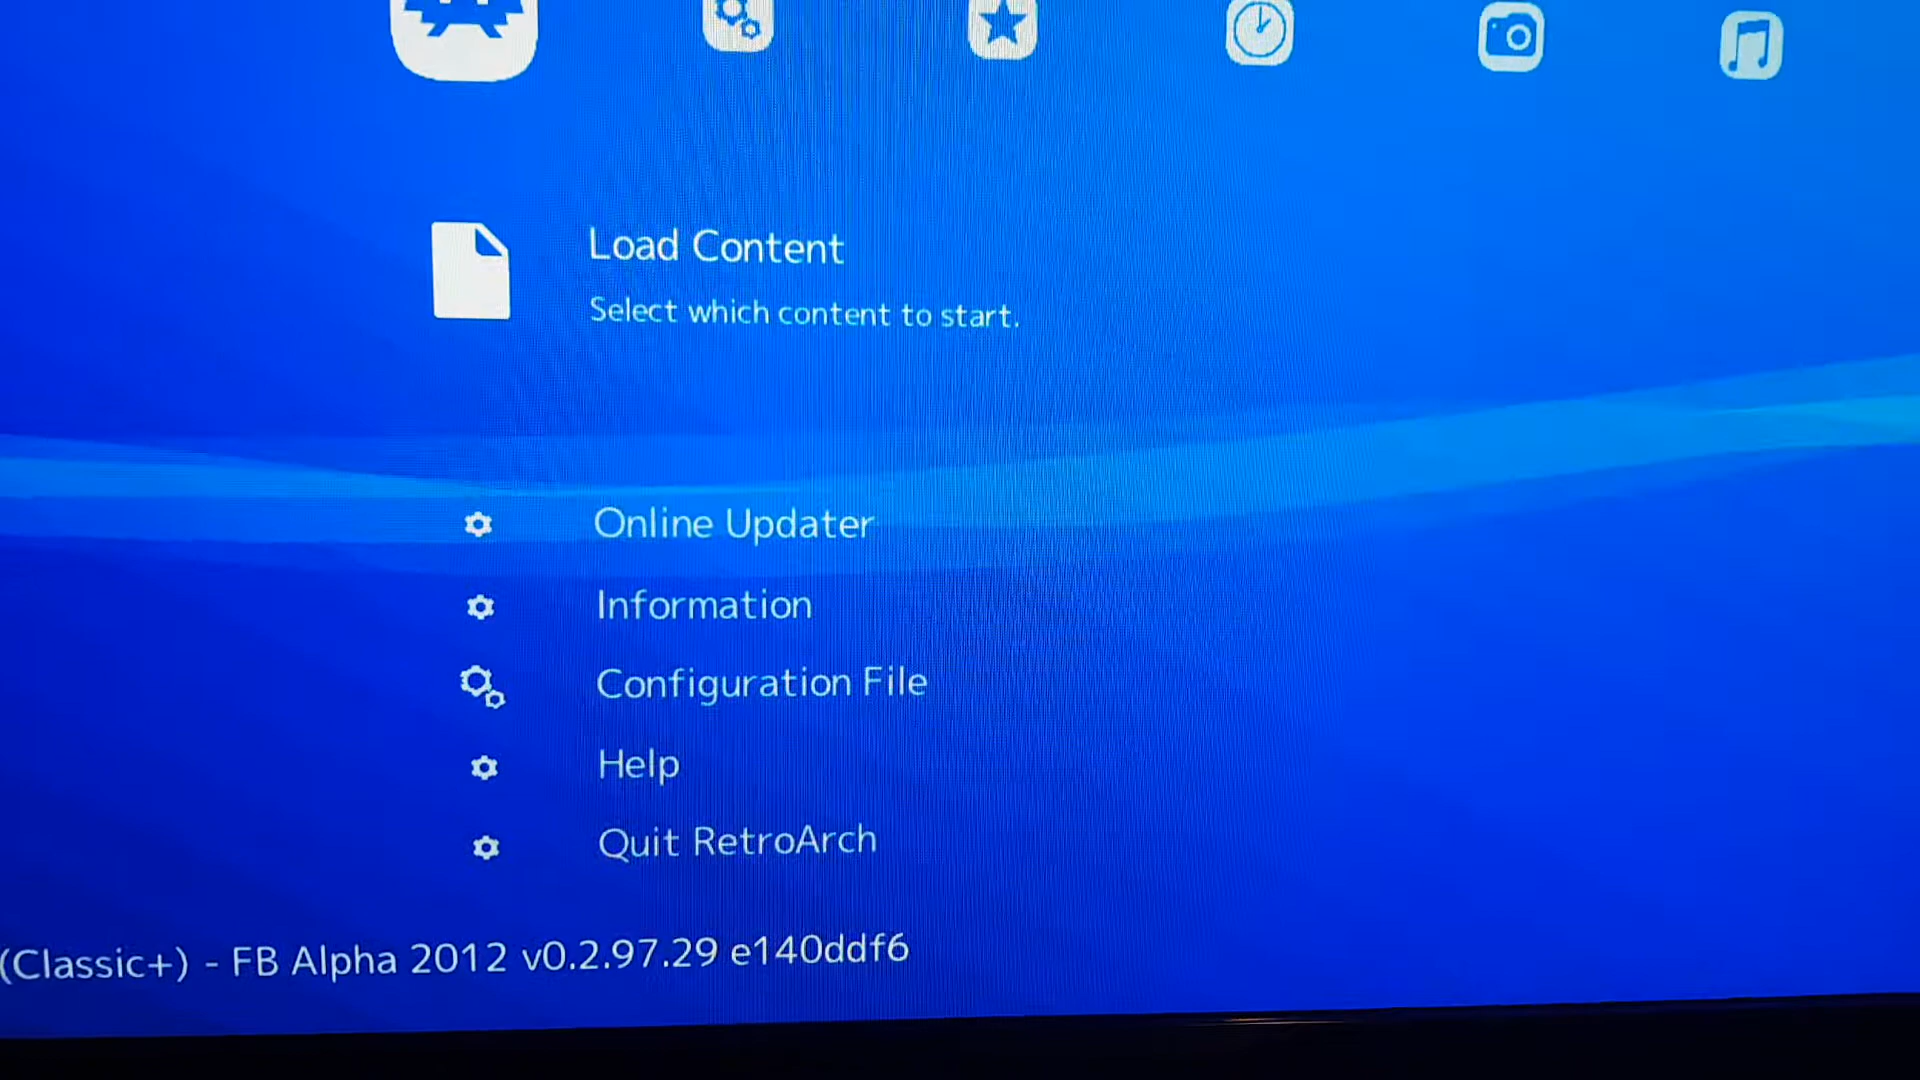 Load Content
Select which content to start.
Online Updater
Information
Configuration File
Help
Quit RetroArch
(Classic+) - FB Alpha 2012 v0.2.97.29 e140ddf6